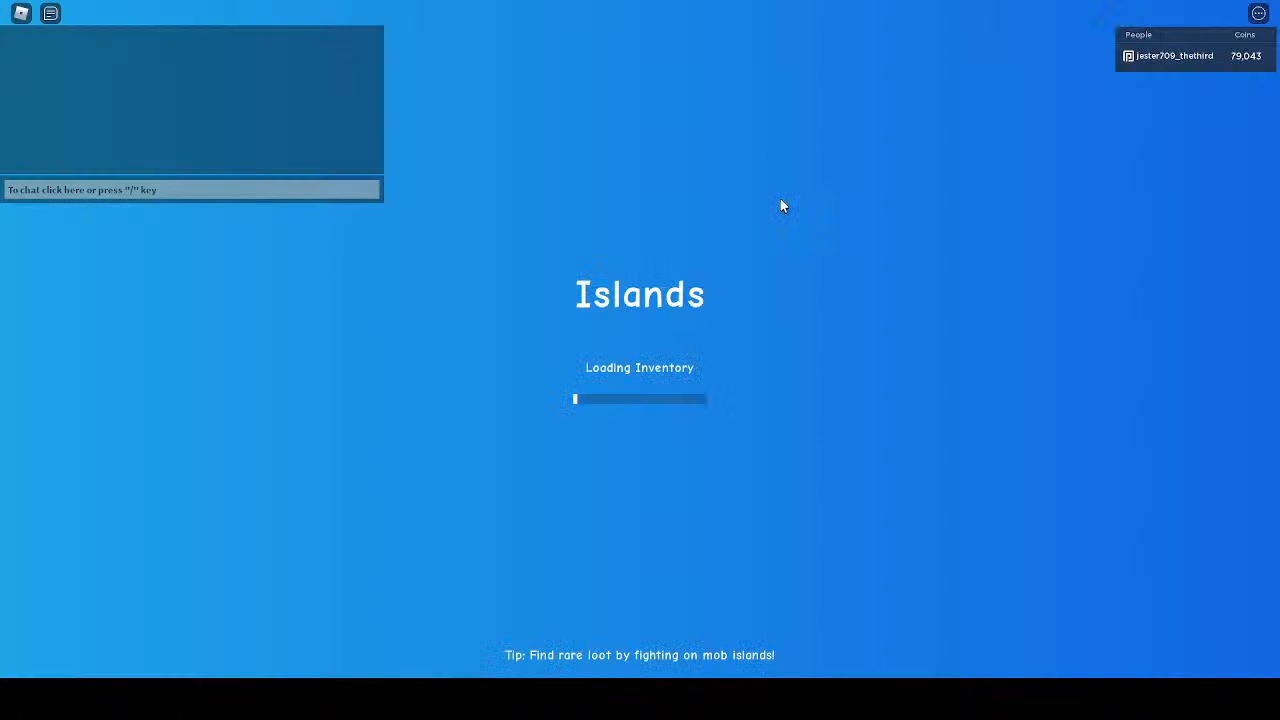 People Coins
jester709_thethird 79,043
To chat click here or press "/" key
Islands
Loading Inventory
Tip: Find rare loot by fighting on mob islands!